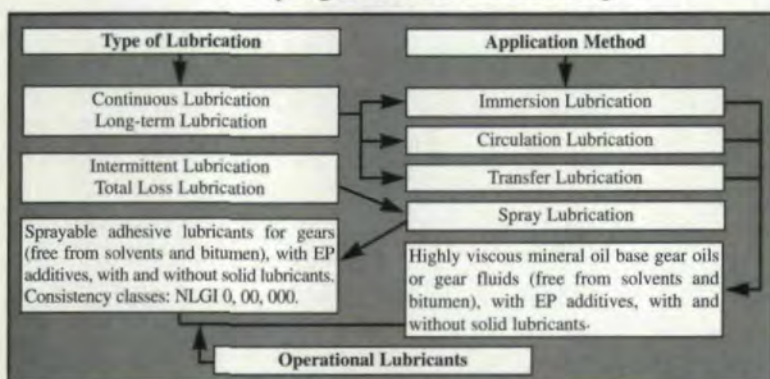 Type of Lubrication
Application Method
Continuous Lubrication
Long-term Lubrication
Immersion Lubrication
Circulation Lubrication
Intermittent Lubrication
Total Loss Lubrication
Transfer Lubrication
Spray Lubrication
Sprayable adhesive lubricants for gears
(free from solvents and bitumen), with EP
additives, with and without solid lubricants.
Consistency classes: NLGI 0, 00, 000.
Highly viscous mineral oil base gear oils
or gear fluids (free from solvents and
bitumen), with EP additives, with and
without solid lubricants.
Operational Lubricants